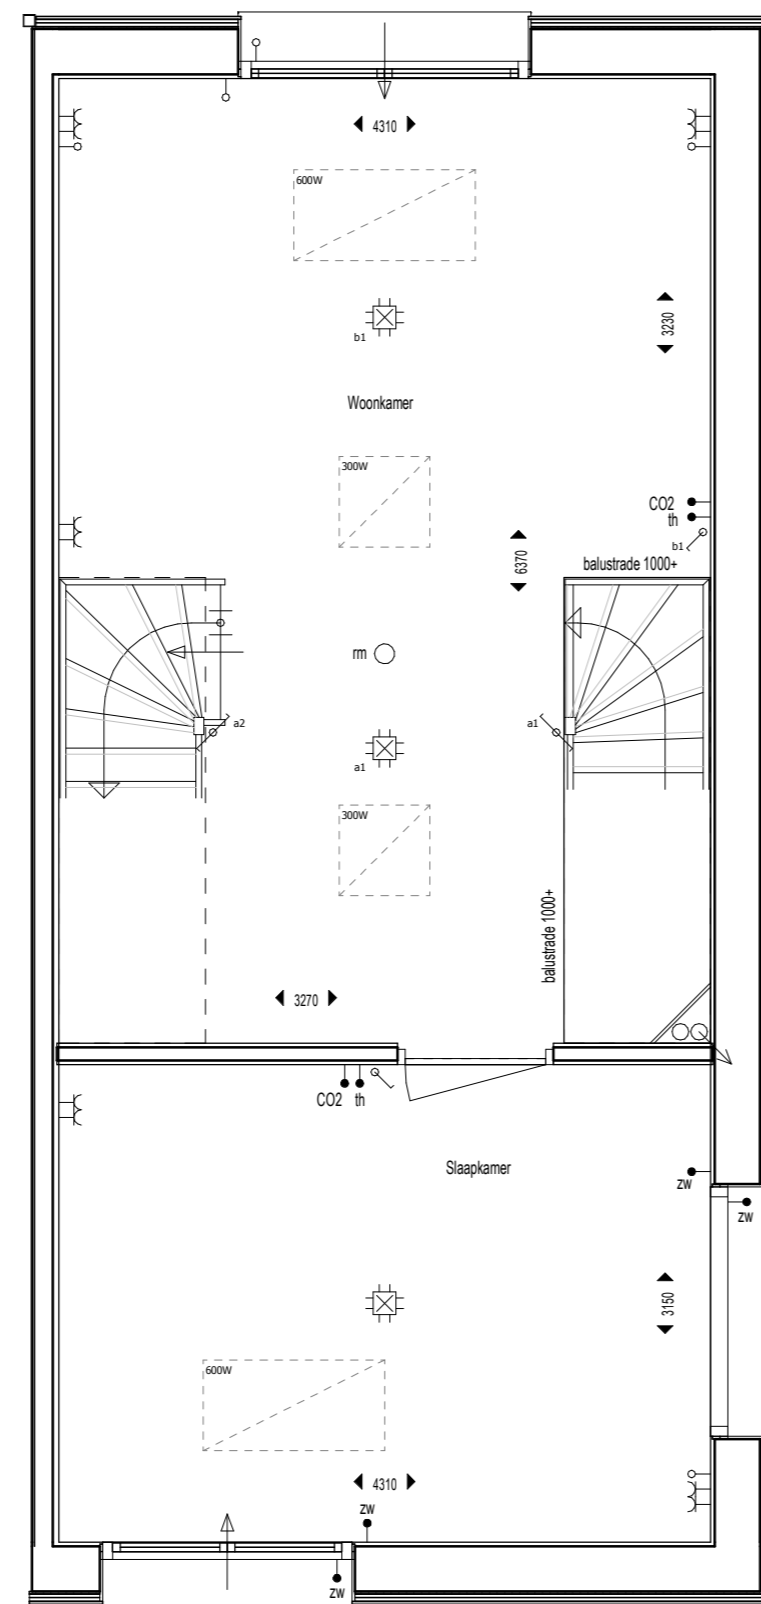 4310
600W
3230
b1
Woonkamer
300W
CO2
th
b1
6370
balustrade 1000+
rm
a2
a1
a1
300W
balustrade 1000+
3270
CO2 th
Slaapkamer
zw
zw
3150
600W
4310
zw
zw